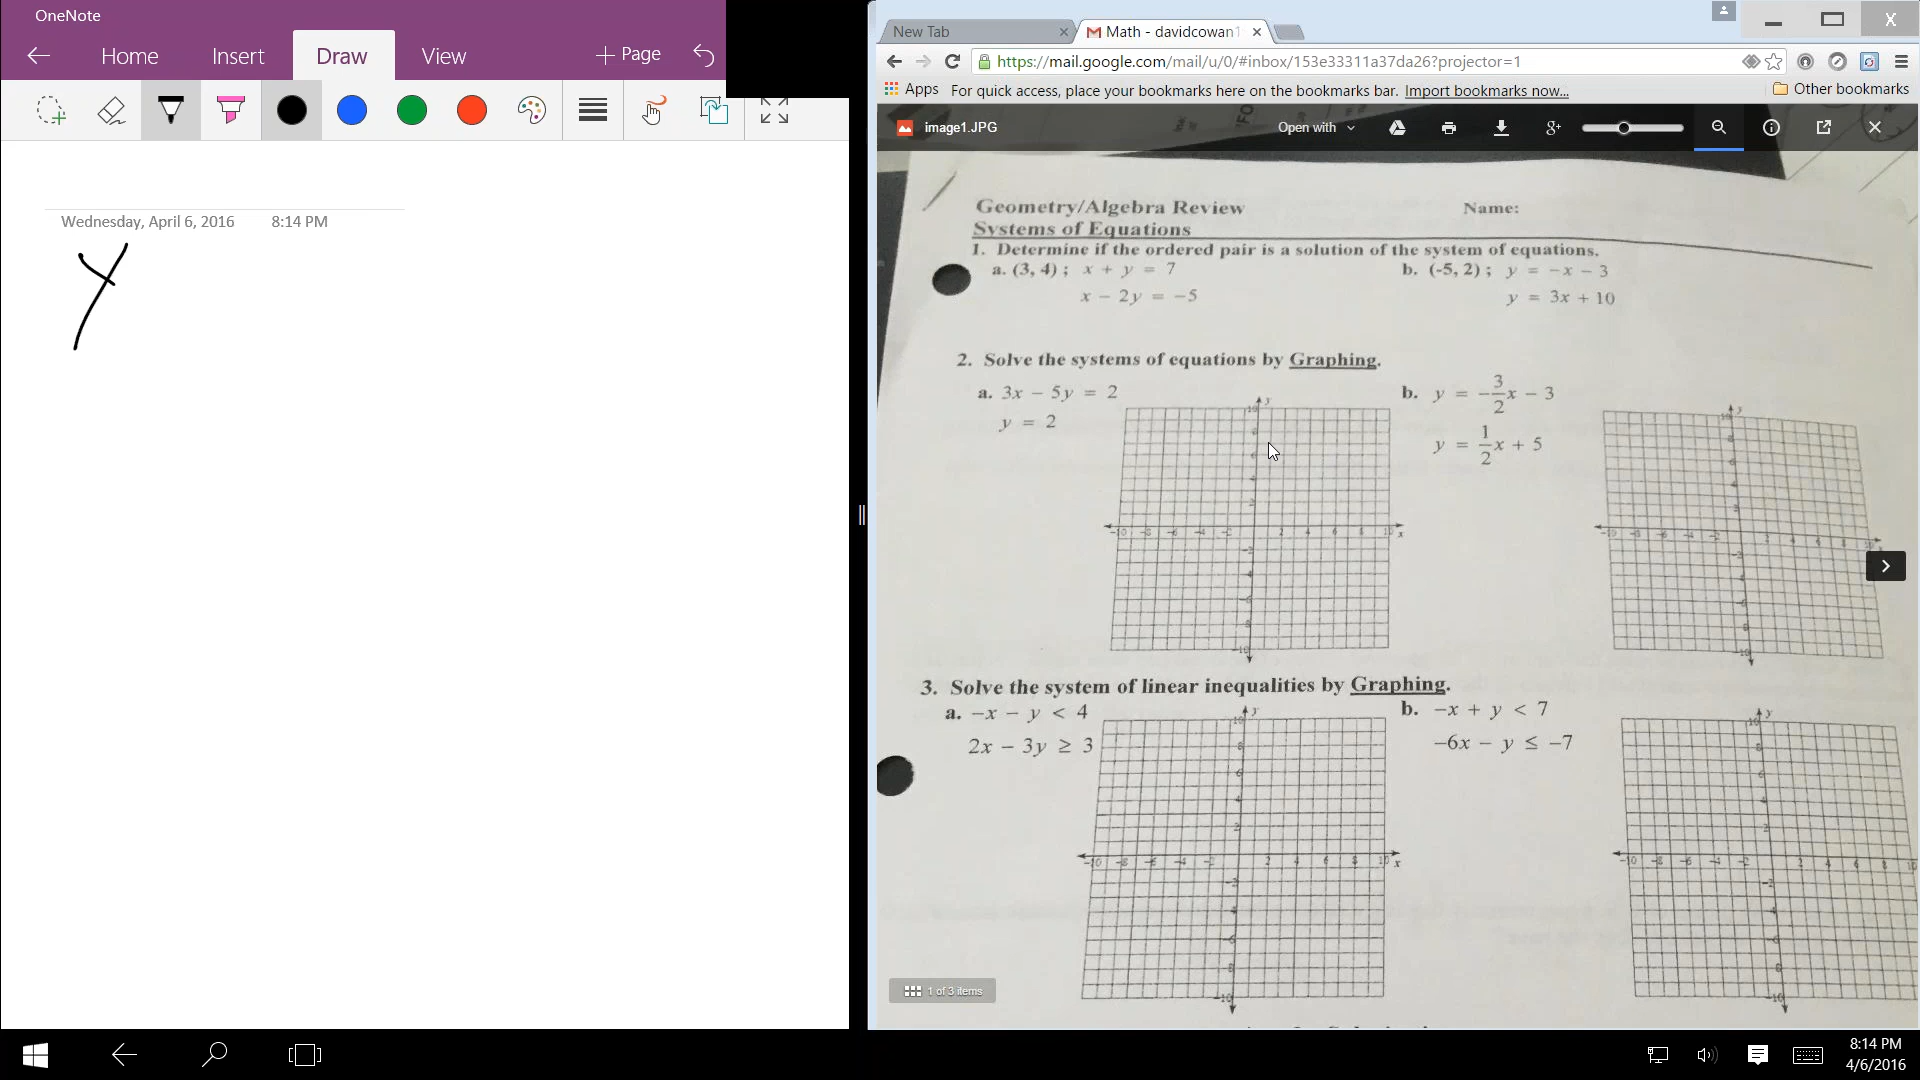 OneNote
Home Insert Draw View + Page
Wednesday, April 6, 2016 8:14 PM
y
New Tab
Math - davidcowan1
https://mail.google.com/mail/u/0/#inbox/153e33311a37da26?projector=1
Apps For quick access, place your bookmarks here on the bookmarks bar. Import bookmarks now... Other bookmarks
image1.JPG Open with
Geometry/Algebra Review Name:
Systems of Equations
1. Determine if the ordered pair is a solution of the system of equations.
a. (3, 4) ; x + y = 7 b. (-5, 2) ; y = −x − 3
x − 2y = −5 y = 3x + 10
2. Solve the systems of equations by Graphing.
a. 3x − 5y = 2 b. y = −3/2x − 3
y = 2 y = 1/2x + 5
3. Solve the system of linear inequalities by Graphing.
a. −x − y < 4 b. −x + y < 7
2x − 3y ≥ 3 −6x − y ≤ −7
1 of 3 items
8:14 PM
4/6/2016